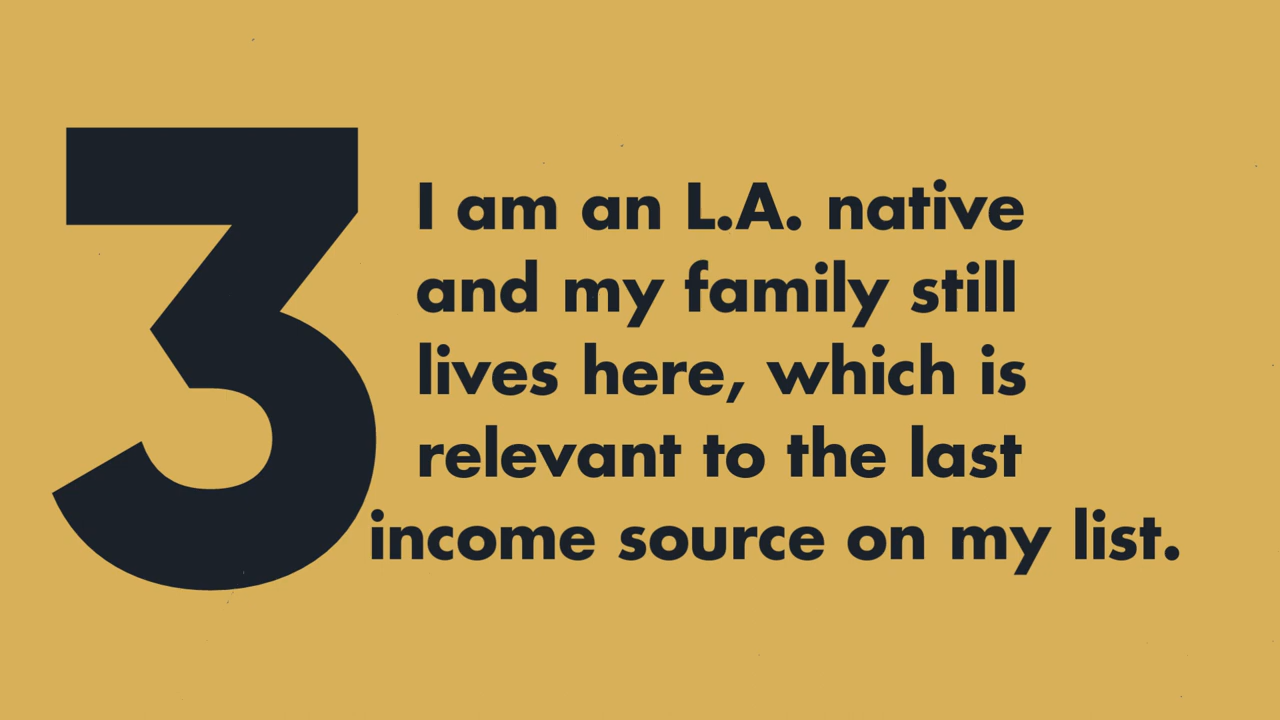 3
I am an L.A. native
and my family still
lives here, which is
relevant to the last
income source on my list.